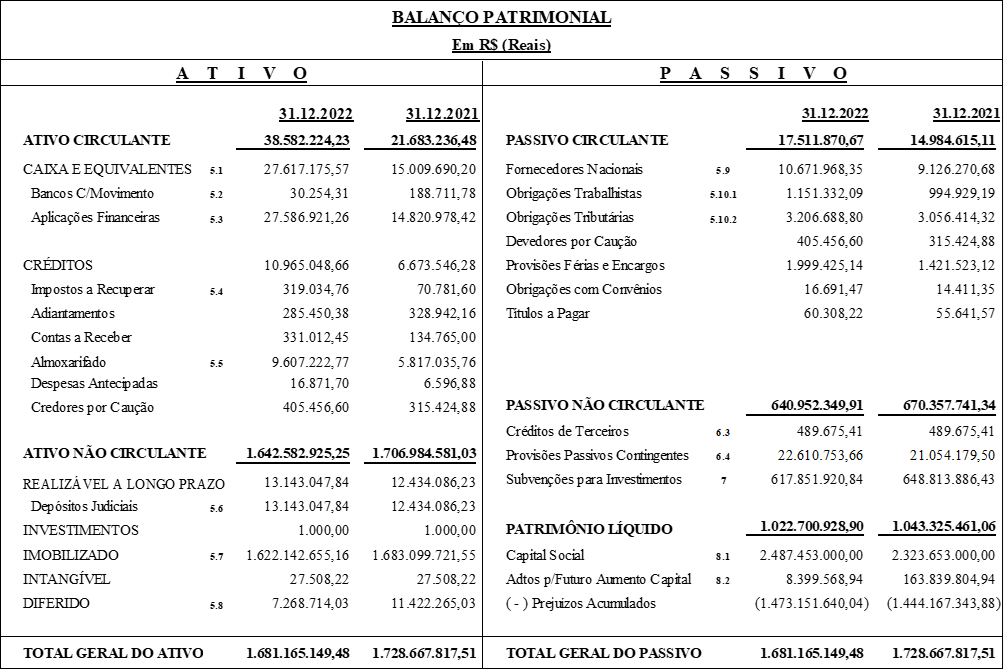 BALANÇO PATRIMONIAL
Em R$ (Reais)
A T I V O
31.12.2022 31.12.2021
ATIVO CIRCULANTE 38.582.224,23 21.683.236,48
CAIXA E EQUIVALENTES 5.1 27.617.175,57 15.009.690,20
Bancos C/Movimento 5.2 30.254,31 188.711,78
Aplicações Financeiras 5.3 27.586.921,26 14.820.978,42
CRÉDITOS 10.965.048,66 6.673.546,28
Impostos a Recuperar 5.4 319.034,76 70.781,60
Adiantamentos 285.450,38 328.942,16
Contas a Receber 331.012,45 134.765,00
Almoxarifado 5.5 9.607.222,77 5.817.035,76
Despesas Antecipadas 16.871,70 6.596,88
Credores por Caução 405.456,60 315.424,88
ATIVO NÃO CIRCULANTE 1.642.582.925,25 1.706.984.581,03
REALIZÁVEL A LONGO PRAZO 13.143.047,84 12.434.086,23
Depósitos Judiciais 5.6 13.143.047,84 12.434.086,23
INVESTIMENTOS 1.000,00 1.000,00
IMOBILIZADO 5.7 1.622.142.655,16 1.683.099.721,55
INTANGÍVEL 27.508,22 27.508,22
DIFERIDO 5.8 7.268.714,03 11.422.265,03
TOTAL GERAL DO ATIVO 1.681.165.149,48 1.728.667.817,51
P A S S I V O
31.12.2022 31.12.2021
PASSIVO CIRCULANTE 17.511.870,67 14.984.615,11
Fornecedores Nacionais 5.9 10.671.968,35 9.126.270,68
Obrigações Trabalhistas 5.10.1 1.151.332,09 994.929,19
Obrigações Tributárias 5.10.2 3.206.688,80 3.056.414,32
Devedores por Caução 405.456,60 315.424,88
Provisões Férias e Encargos 1.999.425,14 1.421.523,12
Obrigações com Convênios 16.691,47 14.411,35
Títulos a Pagar 60.308,22 55.641,57
PASSIVO NÃO CIRCULANTE 640.952.349,91 670.357.741,34
Créditos de Terceiros 6.3 489.675,41 489.675,41
Provisões Passivos Contingentes 6.4 22.610.753,66 21.054.179,50
Subvenções para Investimentos 7 617.851.920,84 648.813.886,43
PATRIMÔNIO LÍQUIDO 1.022.700.928,90 1.043.325.461,06
Capital Social 8.1 2.487.453.000,00 2.323.653.000,00
Adtos p/Futuro Aumento Capital 8.2 8.399.568,94 163.839.804,94
( - ) Prejuizos Acumulados (1.473.151.640,04) (1.444.167.343,88)
TOTAL GERAL DO PASSIVO 1.681.165.149,48 1.728.667.817,51